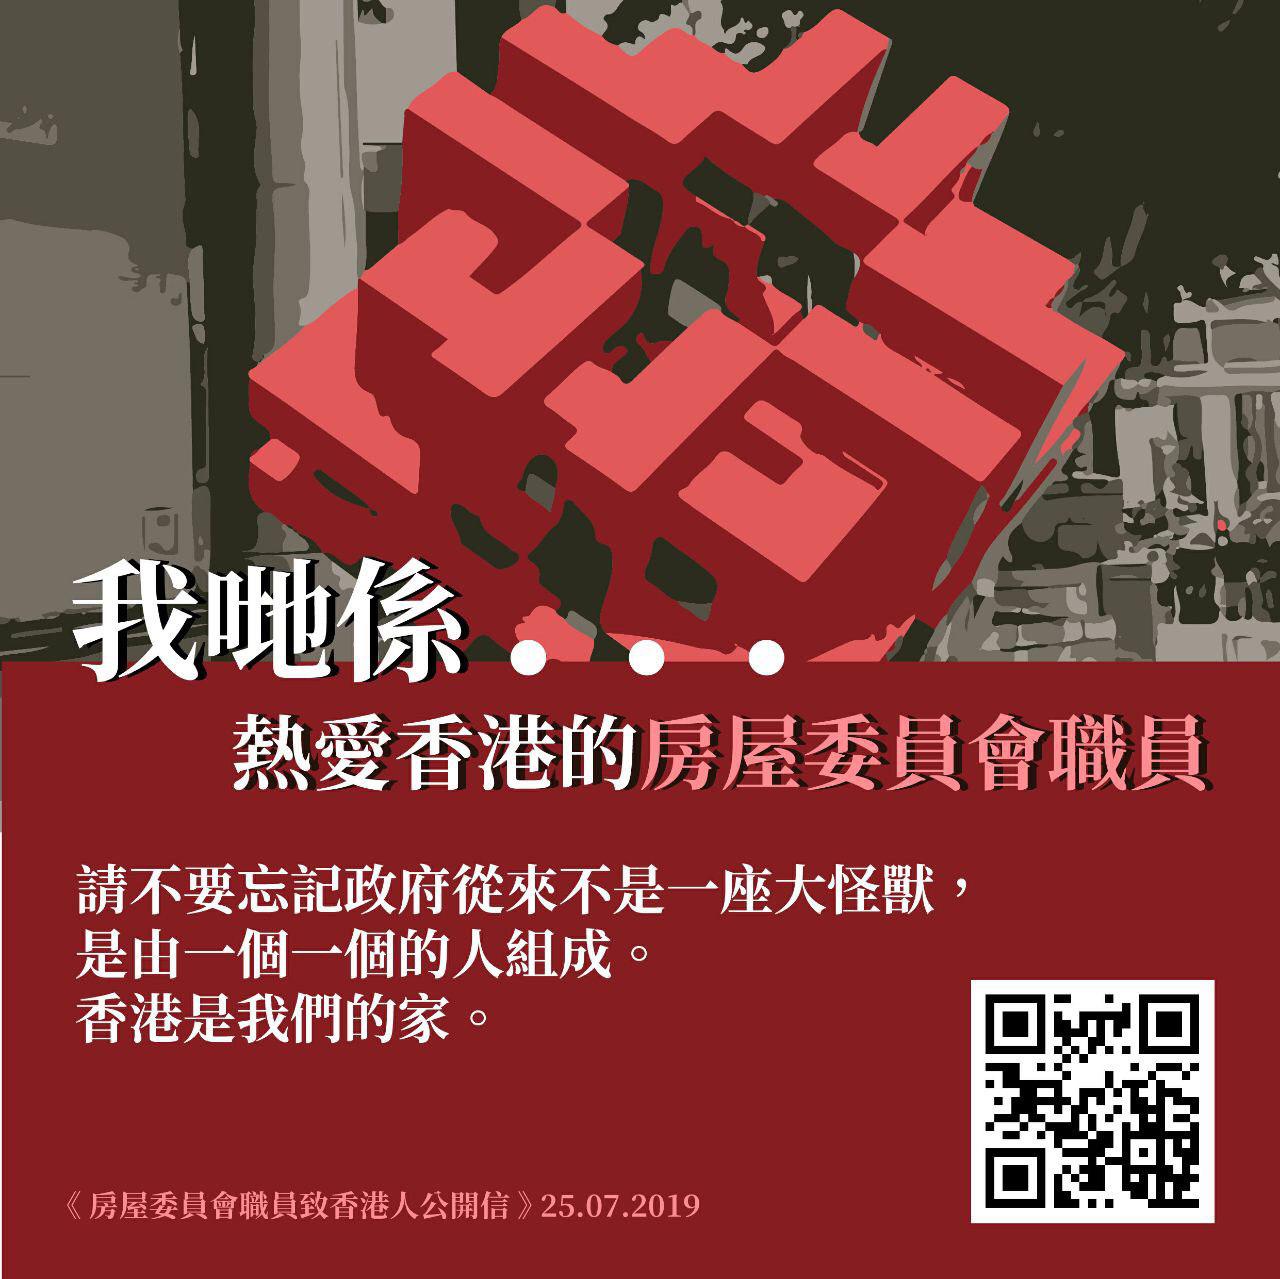 我哋係...
熱愛香港的房屋委員會職員
請不要忘記政府從來不是一座大怪獸，
是由一個一個的人組成。
香港是我們的家。
《房屋委員會職員致香港人公開信》25.07.2019